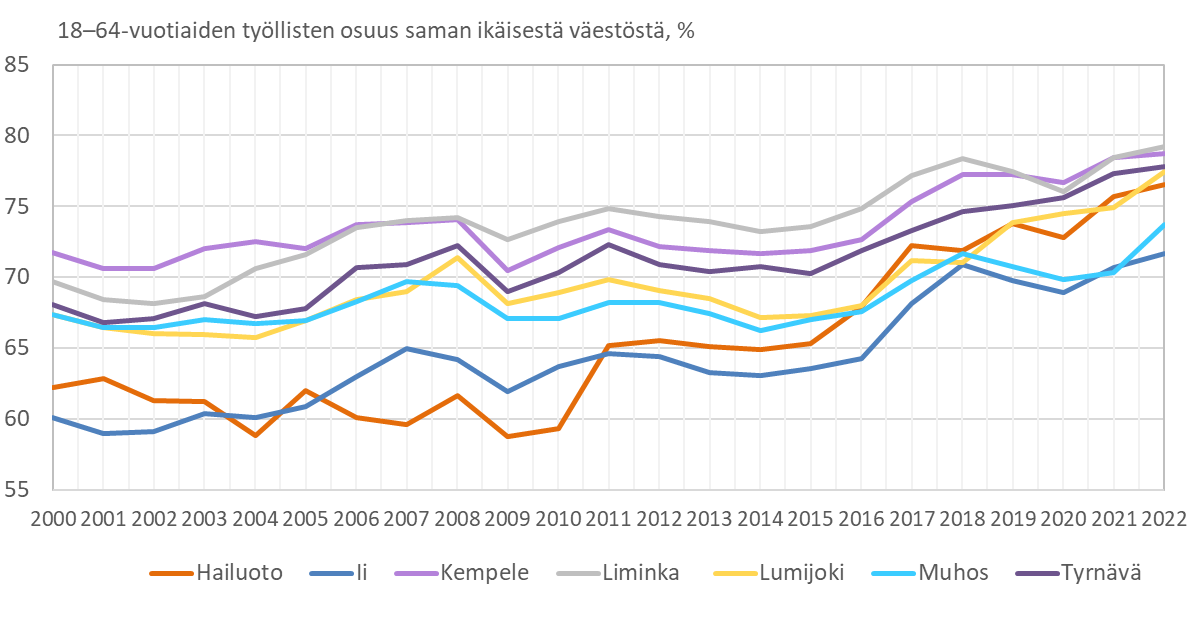 18–64-vuotiaiden työllisten osuus saman ikäisestä väestöstä, %
85
80
75
70
65
60
55
2000 2001 2002 2003 2004 2005 2006 2007 2008 2009 2010 2011 2012 2013 2014 2015 2016 2017 2018 2019 2020 2021 2022
Hailuoto Ii Kempele Liminka Lumijoki Muhos Tyrnävä